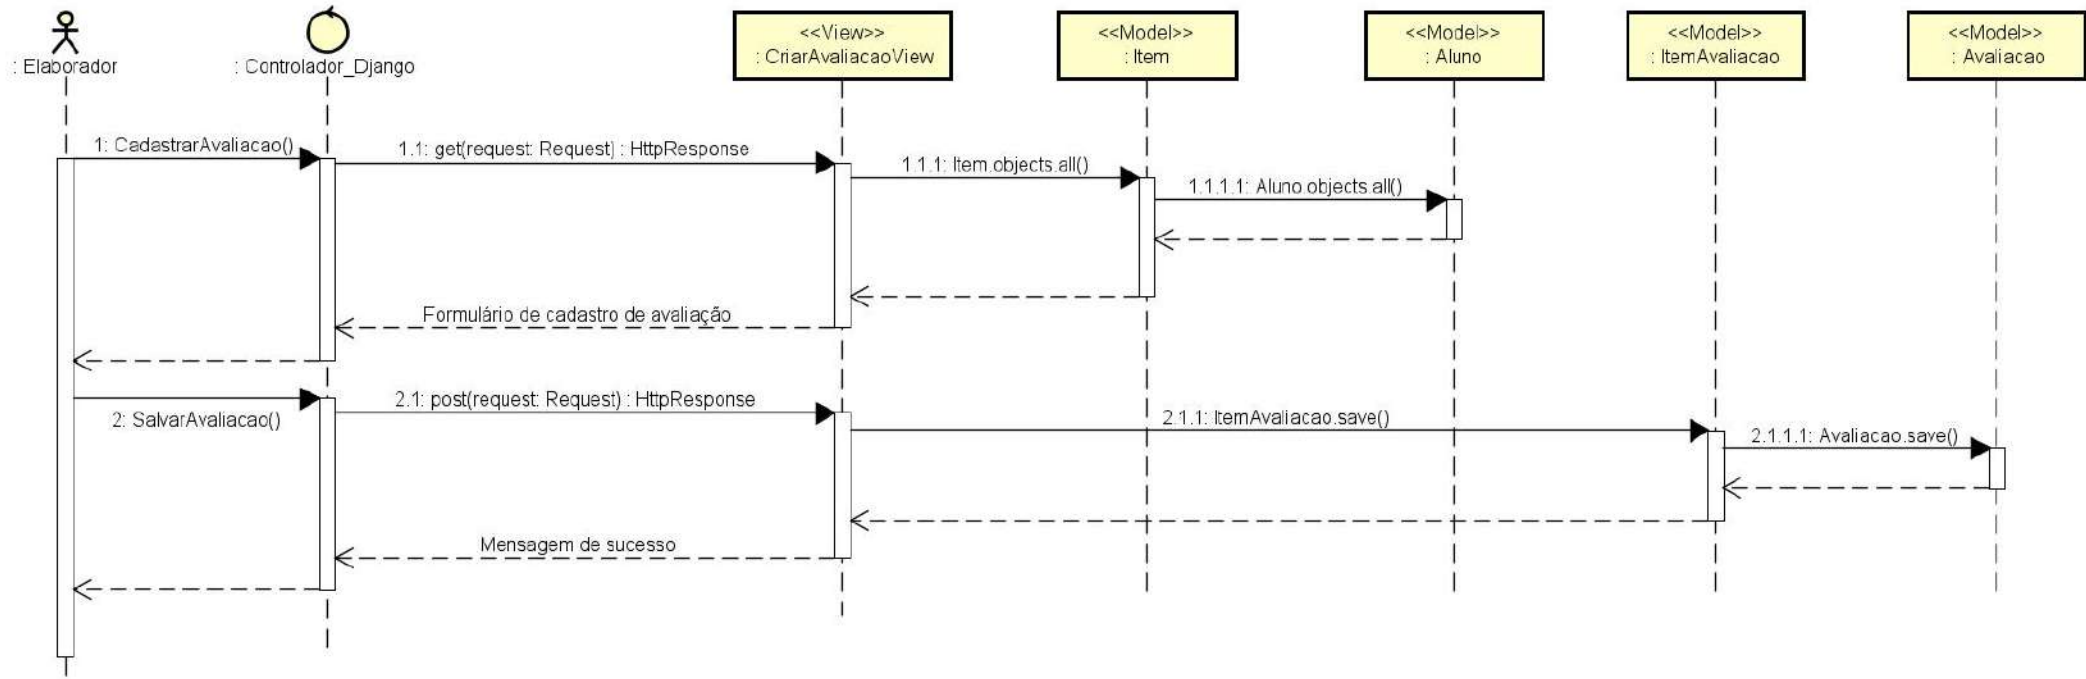 : Elaborador
: Controlador_Django
<<View>>
: CriarAvaliacaoView
<<Model>>
: Item
<<Model>>
: Aluno
<<Model>>
: ItemAvaliacao
<<Model>>
: Avaliacao
1: CadastrarAvaliacao()
1.1: get(request: Request) : HttpResponse
1.1.1: Item.objects.all()
1.1.1.1: Aluno.objects.all()
Formulário de cadastro de avaliação
2: SalvarAvaliacao()
2.1: post(request: Request) : HttpResponse
2.1.1: ItemAvaliacao.save()
2.1.1.1: Avaliacao.save()
Mensagem de sucesso